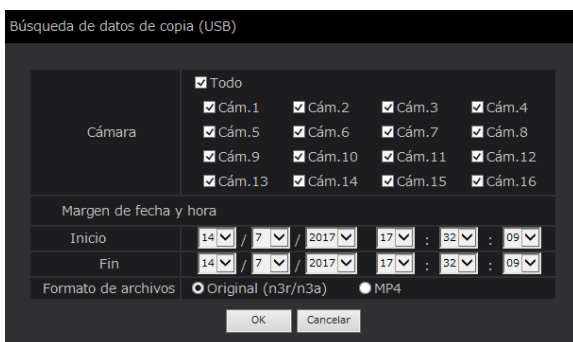 Búsqueda de datos de copia (USB)
Todo
Cám.1 Cám.2 Cám.3 Cám.4
Cámara Cám.5 Cám.6 Cám.7 Cám.8
Cám.9 Cám.10 Cám.11 Cám.12
Cám.13 Cám.14 Cám.15 Cám.16
Margen de fecha y hora
Inicio 14 / 7 / 2017 17 : 32 : 09
Fin 14 / 7 / 2017 17 : 32 : 09
Formato de archivos Original (n3r/n3a) MP4
OK Cancelar